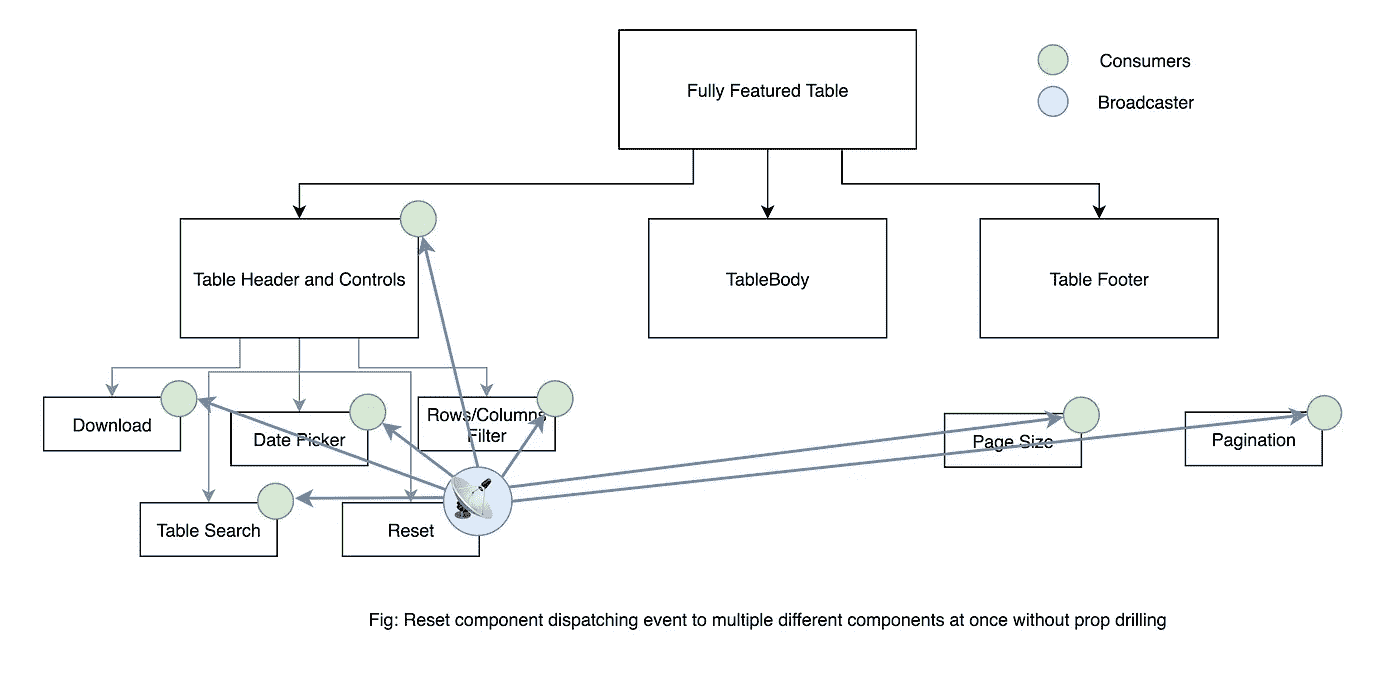 Fully Featured Table
Consumers
Broadcaster
Table Header and Controls
TableBody
Table Footer
Download
Date Picker
Rows/Columns
Filter
Page Size
Pagination
Table Search
Reset
Fig: Reset component dispatching event to multiple different components at once without prop drilling